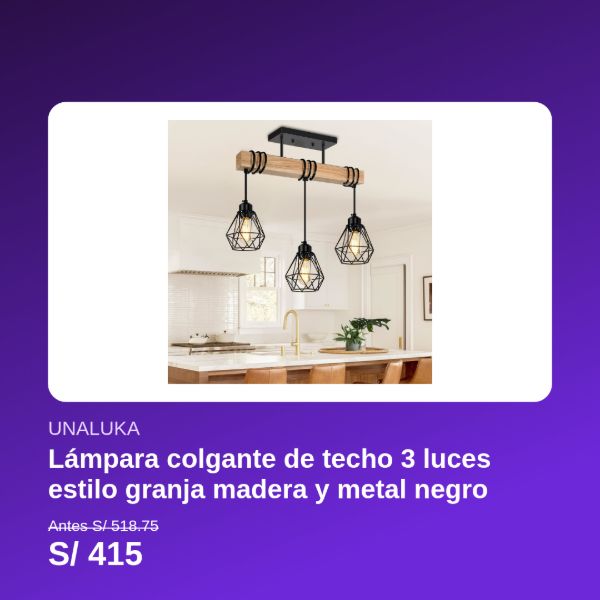 UNALUKA
Lámpara colgante de techo 3 luces
estilo granja madera y metal negro
Antes S/ 518.75
S/ 415